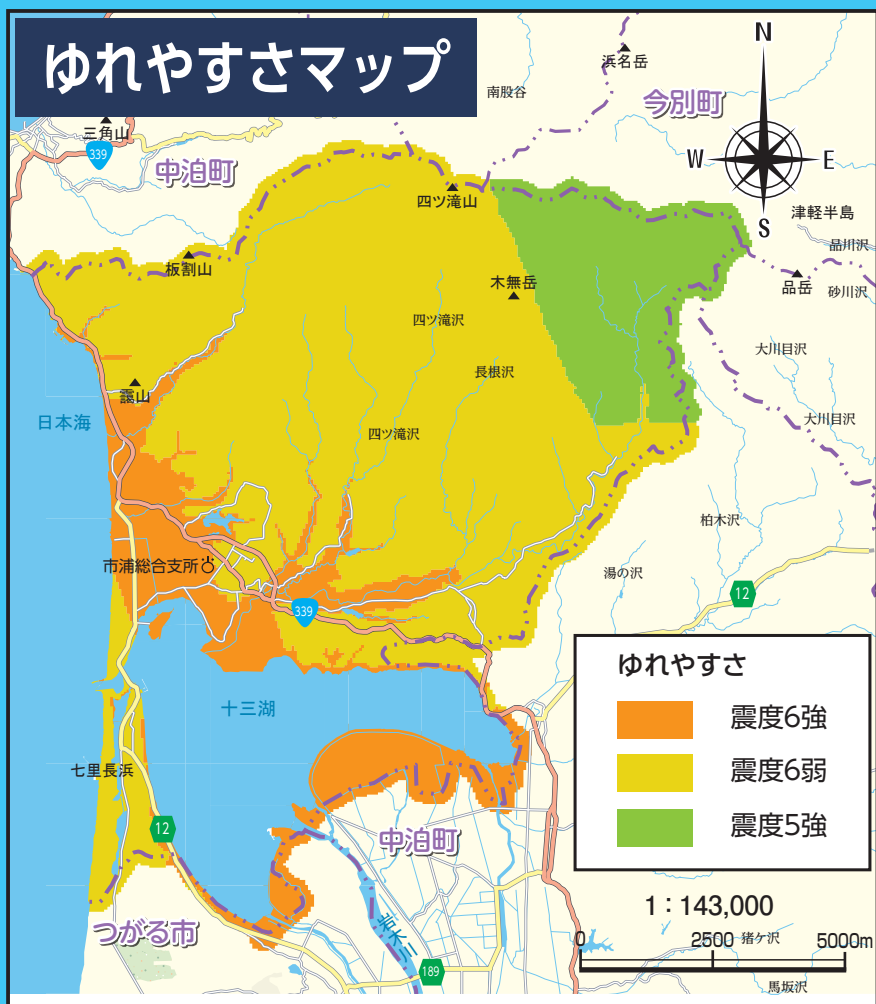 ゆれやすさマップ
N
浜名岳
南股谷
今別町
三角山
339
中泊町
W
E
四ツ滝山
津軽半島
S
品川沢
板割山
木無岳
品岳
砂川沢
四ツ滝沢
大川目沢
長根沢
靄山
日本海
大川目沢
四ツ滝沢
柏木沢
市浦総合支所
湯の沢
12
339
ゆれやすさ
震度6強
震度6弱
震度5強
十三湖
七里長浜
12
中泊町
1:143,000
つがる市
岩木川
0 2500 5000m
猪ケ沢
189
馬坂沢